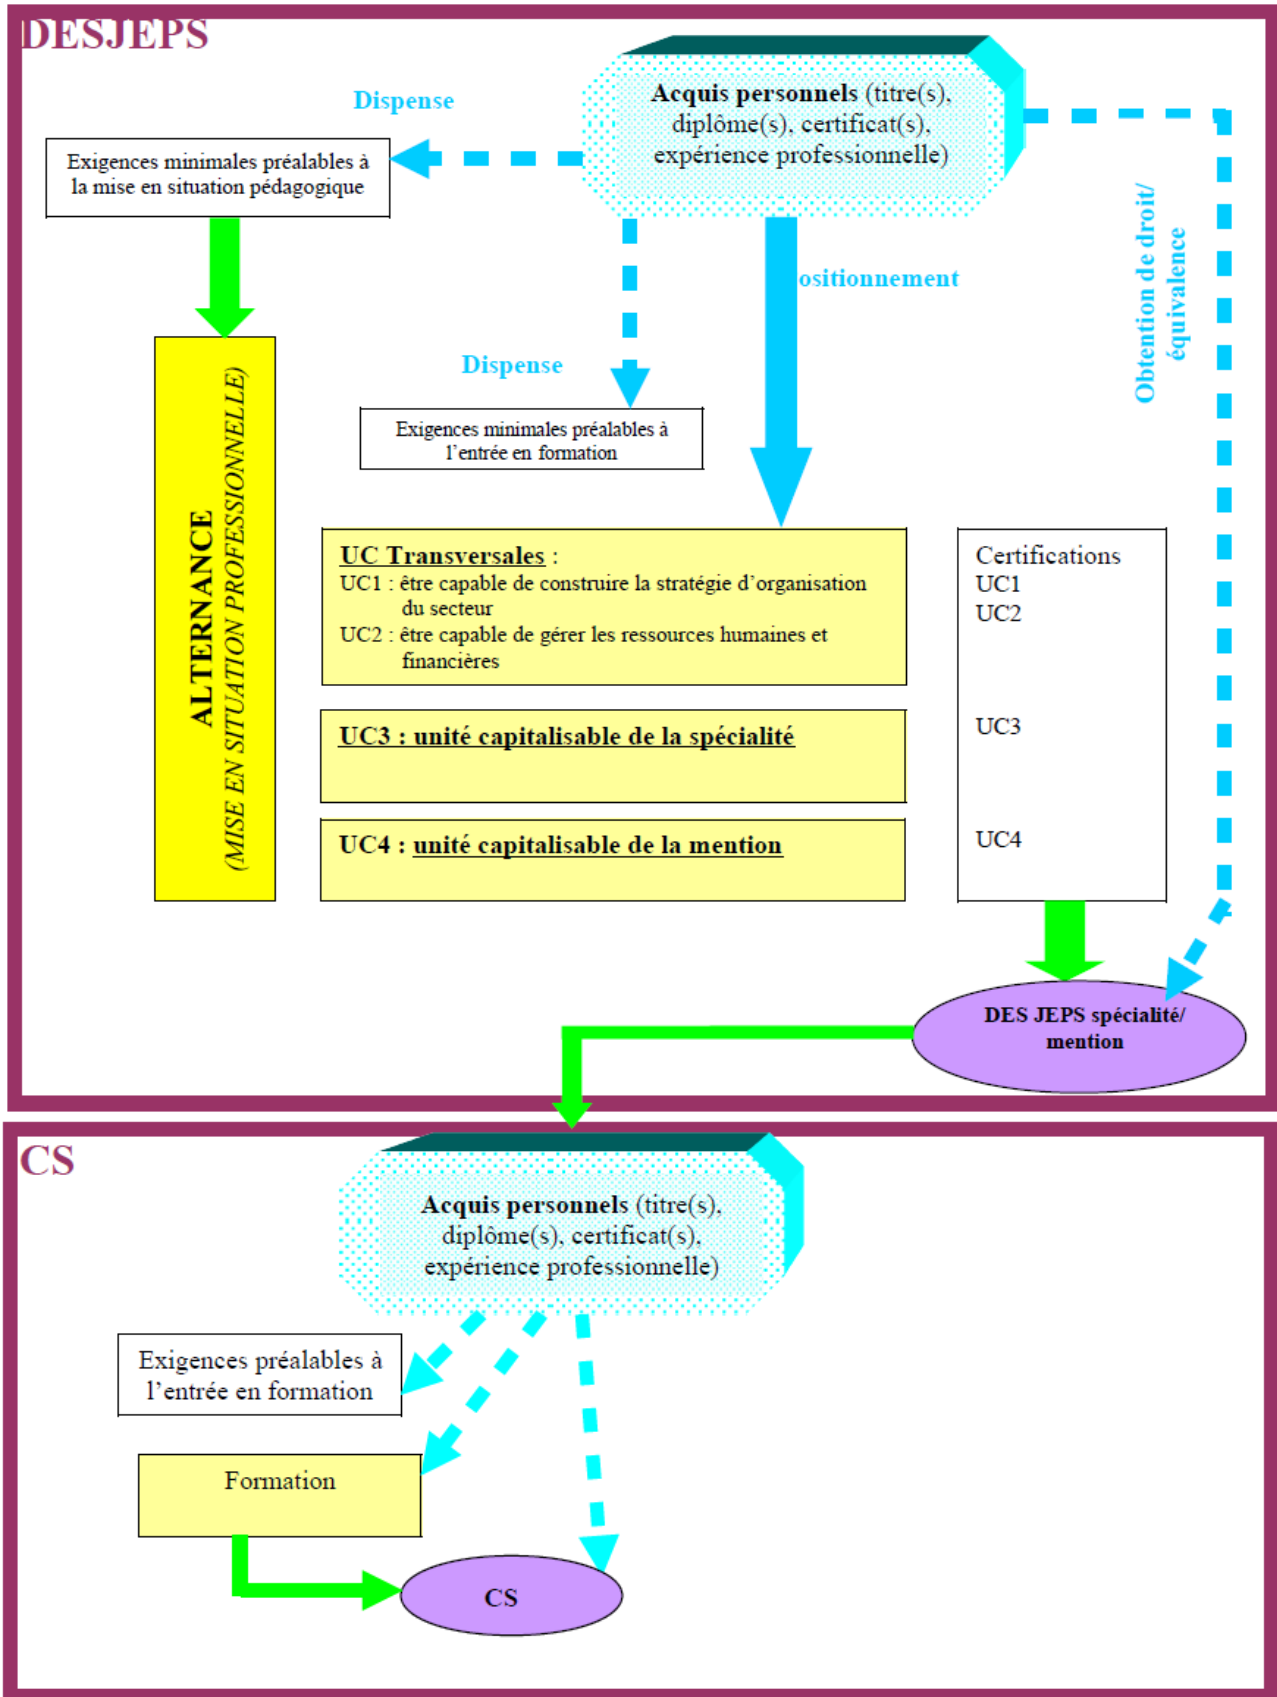 DESJEPS
Acquis personnels (titre(s),
diplôme(s), certificat(s),
expérience professionnelle)
Dispense
Exigences minimales préalables à
la mise en situation pédagogique
ositionnement
Obtention de droit/
équivalence
Dispense
Exigences minimales préalables à
l’entrée en formation
ALTERNANCE
(MISE EN SITUATION PROFESSIONNELLE)
UC Transversales :
UC1 : être capable de construire la stratégie d’organisation
du secteur
UC2 : être capable de gérer les ressources humaines et
financières
UC3 : unité capitalisable de la spécialité
UC4 : unité capitalisable de la mention
Certifications
UC1
UC2
UC3
UC4
DES JEPS spécialité/
mention
CS
Acquis personnels (titre(s),
diplôme(s), certificat(s),
expérience professionnelle)
Exigences préalables à
l’entrée en formation
Formation
CS